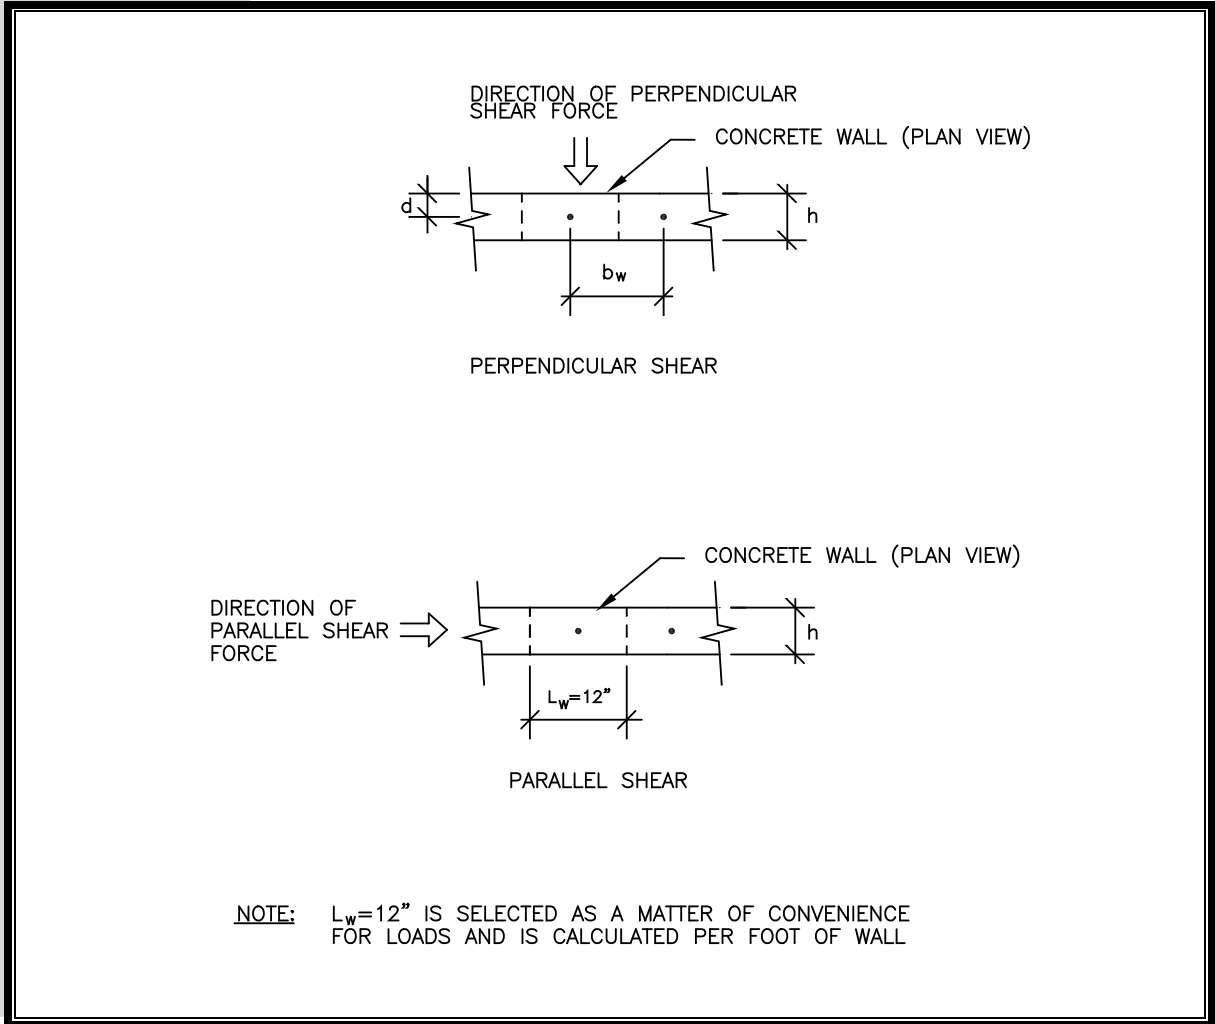 DIRECTION OF PERPENDICULAR
SHEAR FORCE
CONCRETE WALL (PLAN VIEW)
d
h
bw
PERPENDICULAR SHEAR
CONCRETE WALL (PLAN VIEW)
DIRECTION OF
PARALLEL SHEAR
FORCE
h
Lw=12”
PARALLEL SHEAR
NOTE: Lw=12” IS SELECTED AS A MATTER OF CONVENIENCE
FOR LOADS AND IS CALCULATED PER FOOT OF WALL